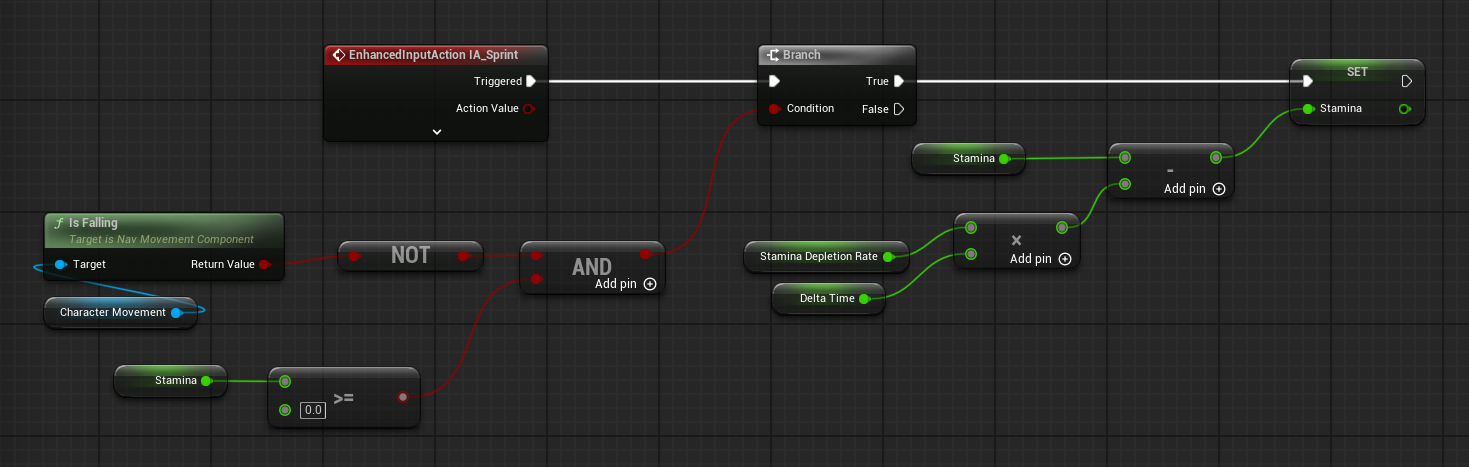 EnhancedInputAction IA_Sprint
Triggered
Action Value
Branch
True
Condition
False
SET
Stamina
Stamina
-
Add pin
Is Falling
Target is Nav Movement Component
Target
Return Value
NOT
AND
Add pin
Stamina Depletion Rate
×
Add pin
Delta Time
Character Movement
Stamina
>=
0.0